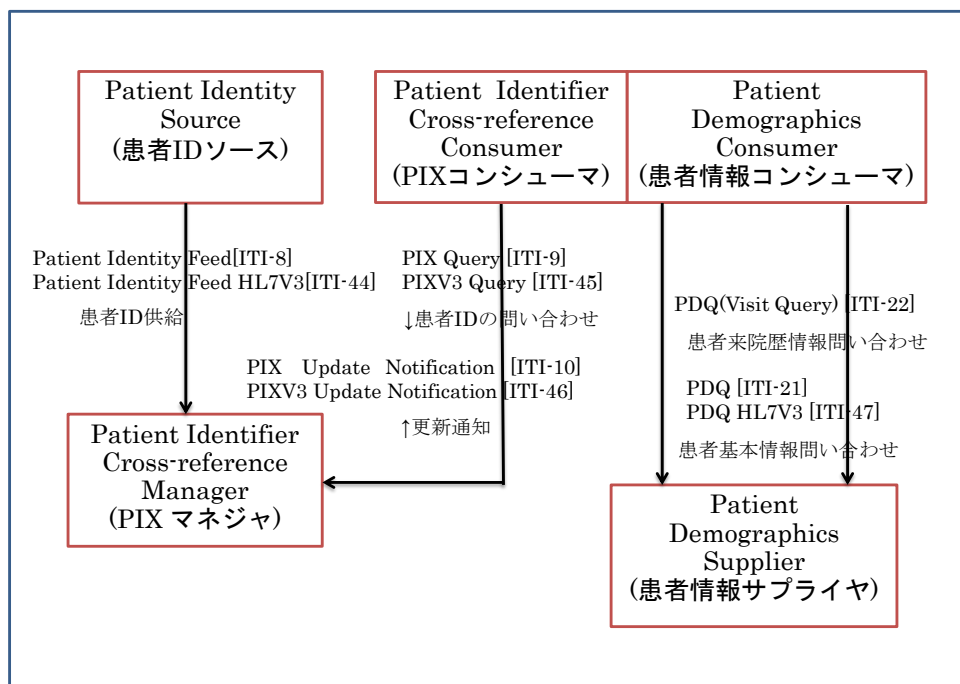 Patient Identity
Source
(患者IDソース)
Patient Identifier
Cross-reference
Consumer
(PIXコンシューマ)
Patient
Demographics
Consumer
(患者情報コンシューマ)
Patient Identity Feed[ITI-8]
Patient Identity Feed HL7V3[ITI-44]
患者ID供給
PIX Query [ITI-9]
PIXV3 Query [ITI-45]
↓患者IDの問い合わせ
PIX Update Notification [ITI-10]
PIXV3 Update Notification [ITI-46]
↑更新通知
PDQ(Visit Query) [ITI-22]
患者来院歴情報問い合わせ
PDQ [ITI-21]
PDQ HL7V3 [ITI-47]
患者基本情報問い合わせ
Patient Identifier
Cross-reference
Manager
(PIX マネジャ)
Patient
Demographics
Supplier
(患者情報サプライヤ)